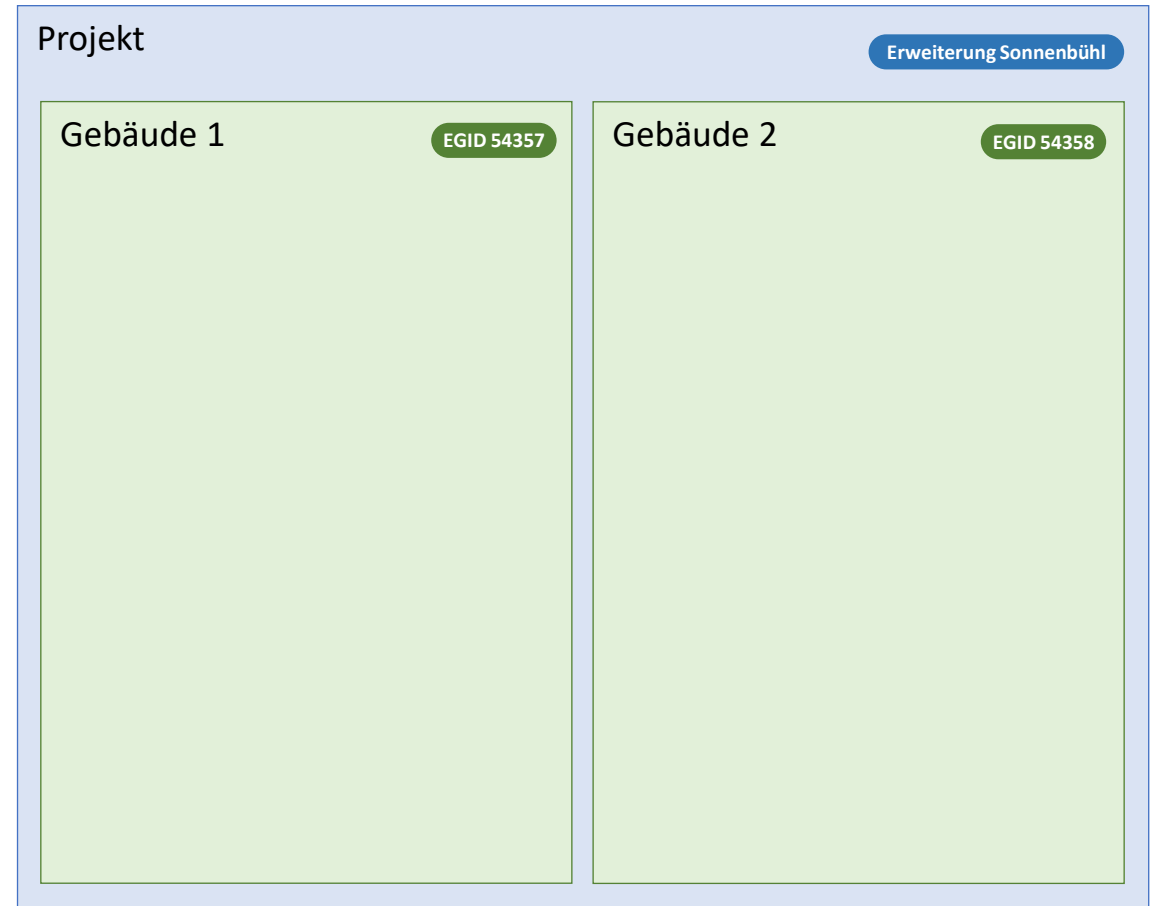 Projekt
Erweiterung Sonnenbühl
Gebäude 1
EGID 54357
Gebäude 2
EGID 54358